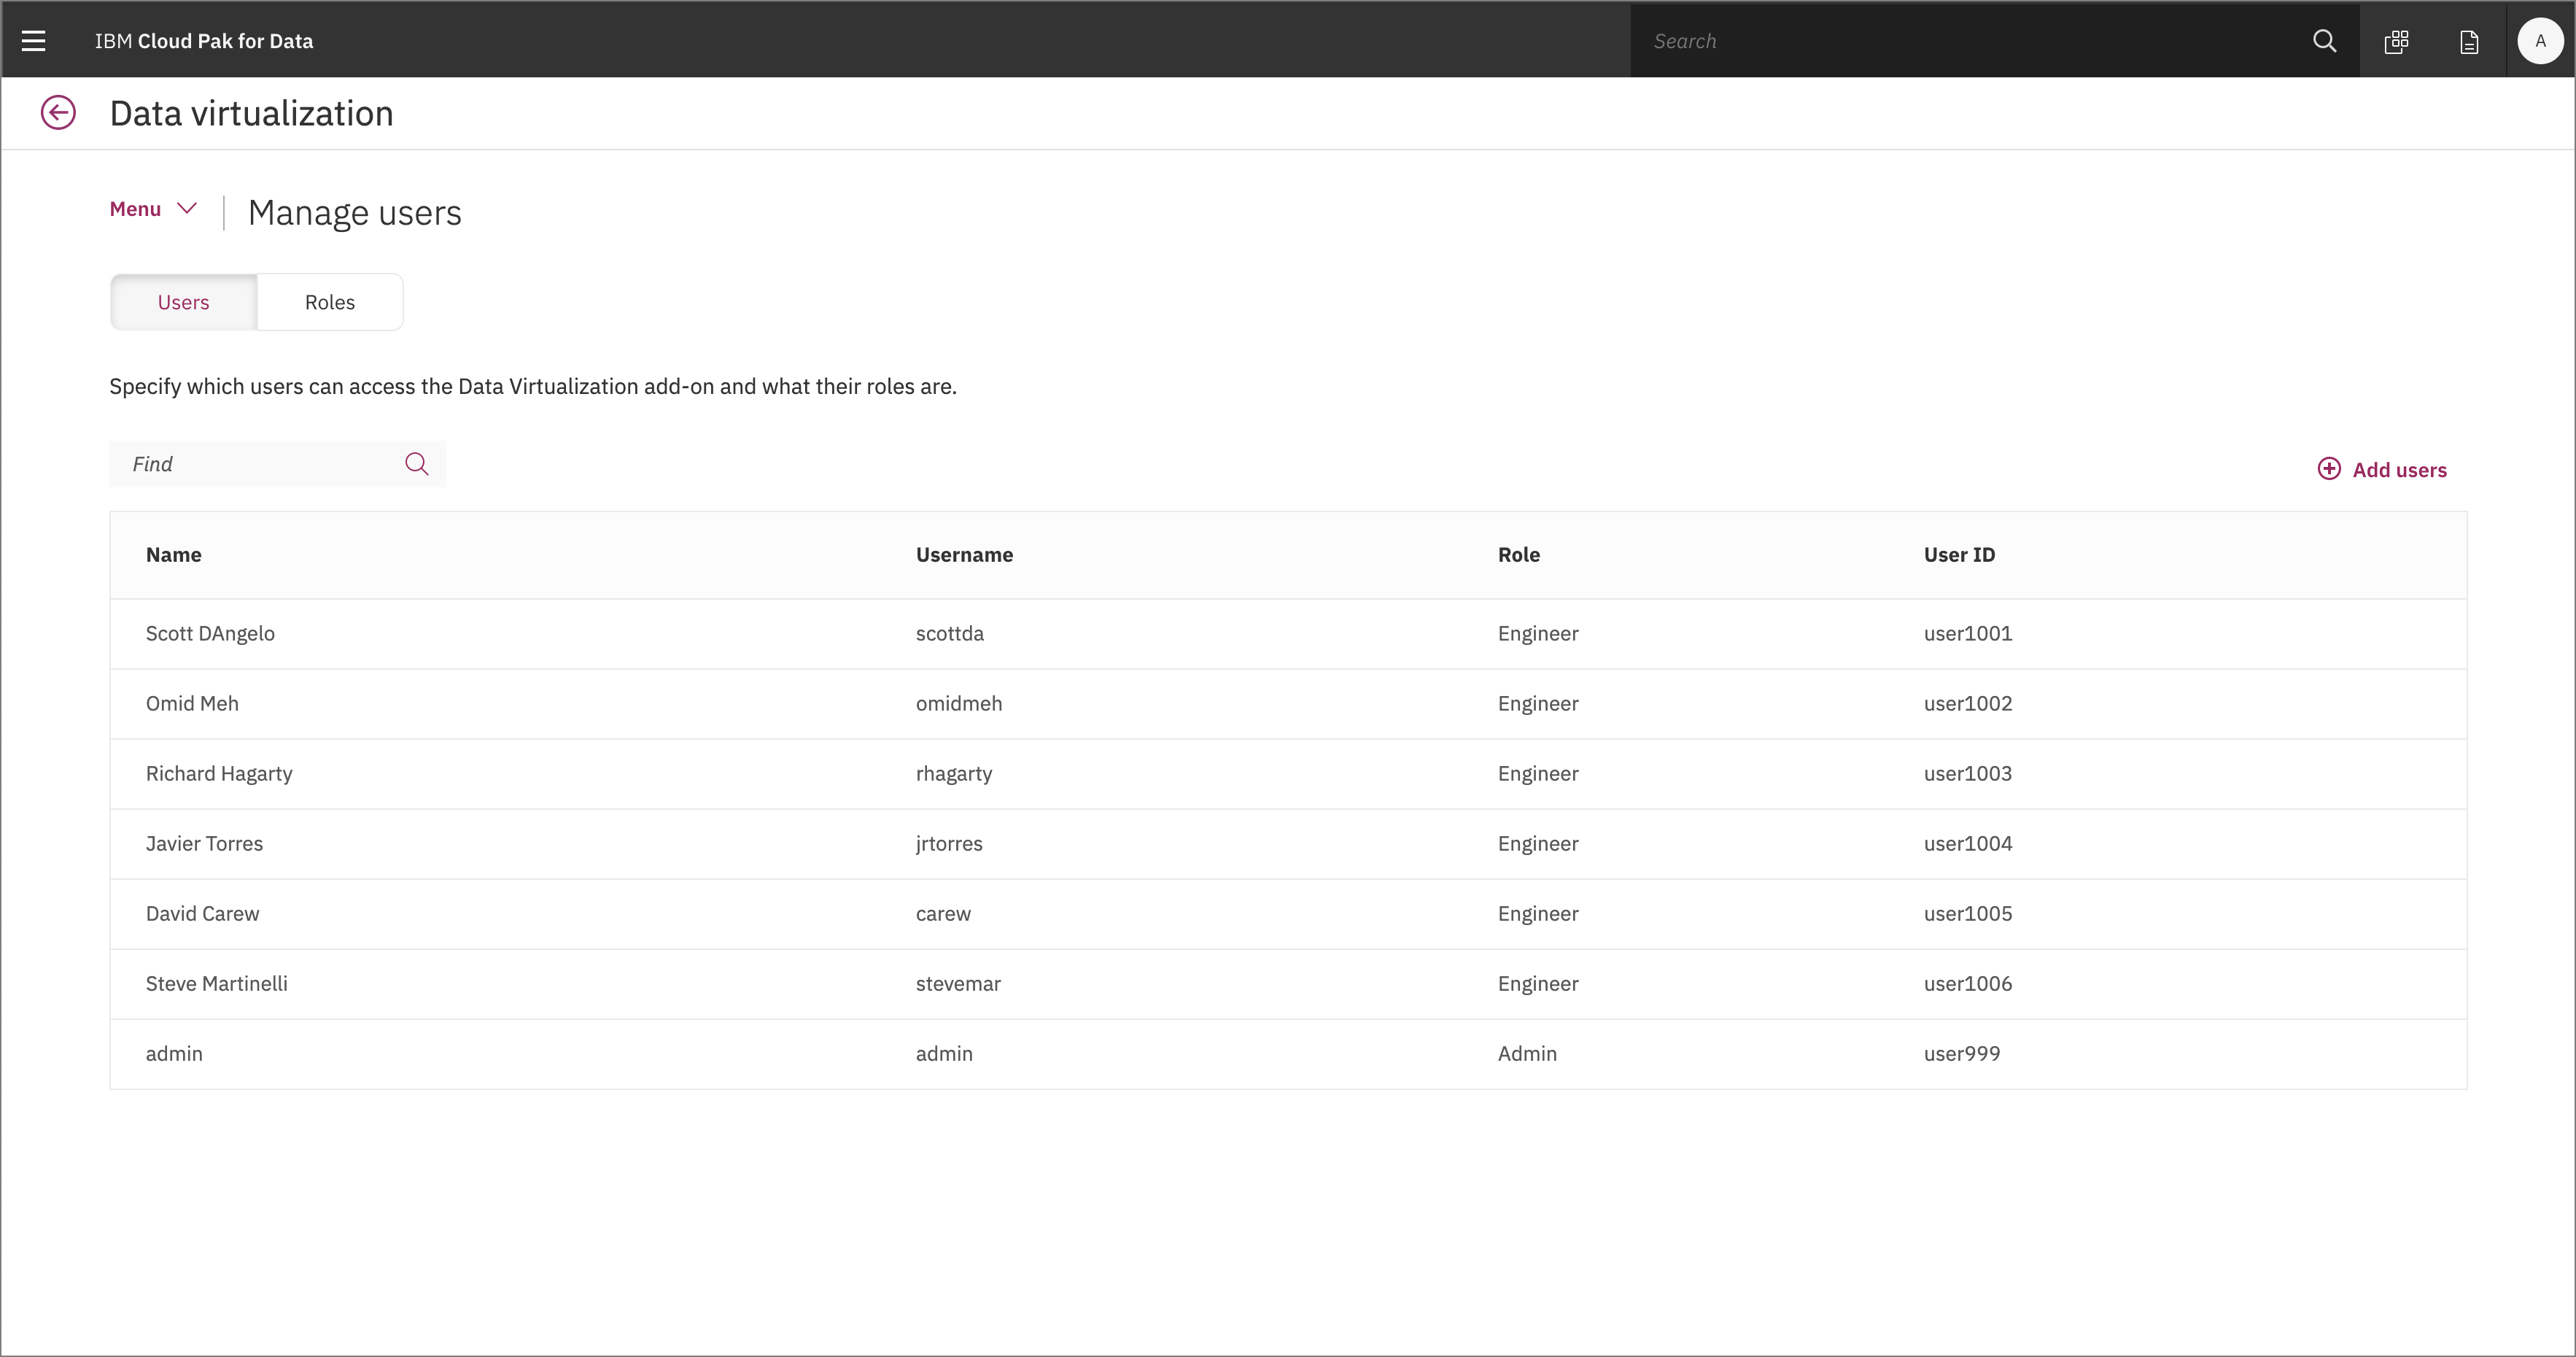 IBM Cloud Pak for Data Search A
Data virtualization
Menu Manage users
Users Roles
Specify which users can access the Data Virtualization add-on and what their roles are.
Find Add users
Name Username Role User ID
Scott DAngelo scottda Engineer user1001
Omid Meh omidmeh Engineer user1002
Richard Hagarty rhagarty Engineer user1003
Javier Torres jrtorres Engineer user1004
David Carew carew Engineer user1005
Steve Martinelli stevemar Engineer user1006
admin admin Admin user999